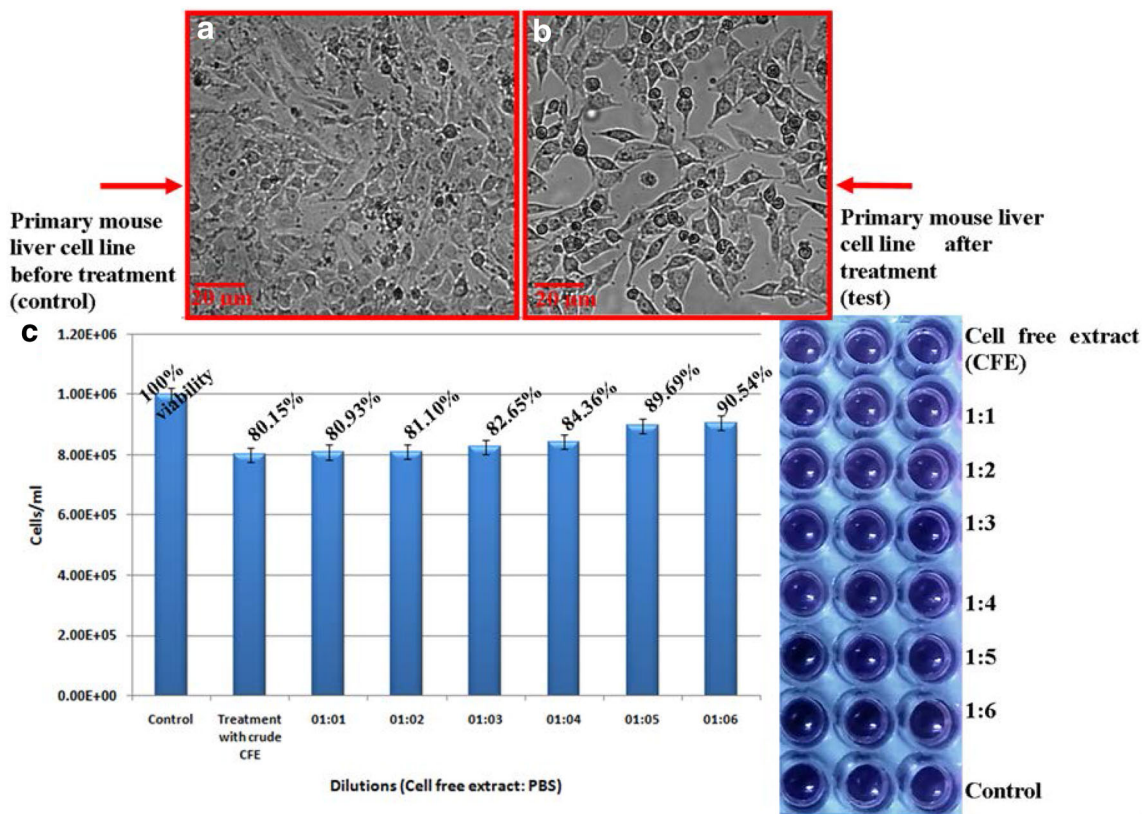 a
b
Primary mouse
liver cell line
before treatment
(control)
20 µm
20 µm
Primary mouse liver
cell line after
treatment
(test)
c
1.20E+06
1.00E+06
8.00E+05
6.00E+05
4.00E+05
2.00E+05
0.00E+00
Cells/ml
100%
viability
80.15%
80.93%
81.10%
82.65%
84.36%
89.69%
90.54%
Control
Treatment
with crude
CFE
01:01
01:02
01:03
01:04
01:05
01:06
Dilutions (Cell free extract: PBS)
Cell free extract
(CFE)
1:1
1:2
1:3
1:4
1:5
1:6
Control